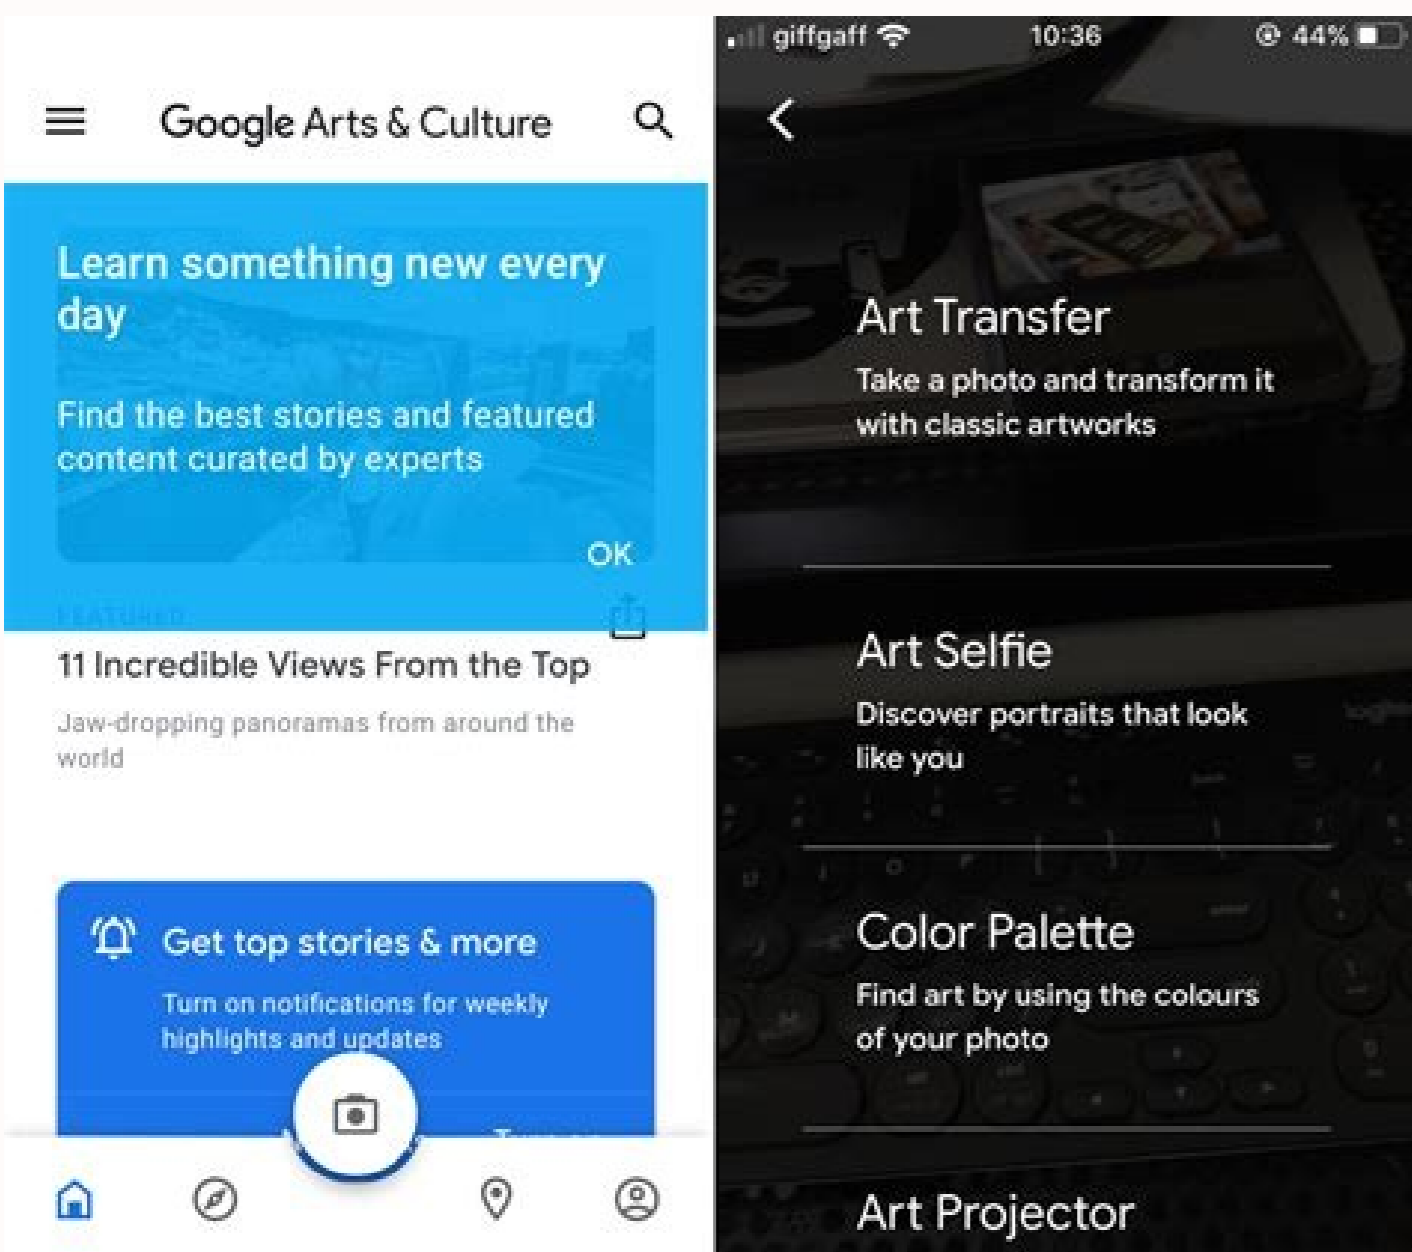 Google Arts & Culture
Learn something new every
day
Find the best stories and featured
content curated by experts
OK
FEATURED
11 Incredible Views From the Top
Jaw-dropping panoramas from around the
world
Get top stories & more
Turn on notifications for weekly
highlights and updates
giffgaff 10:36 44%
Art Transfer
Take a photo and transform it
with classic artworks
Art Selfie
Discover portraits that look
like you
Color Palette
Find art by using the colours
of your photo
Art Projector